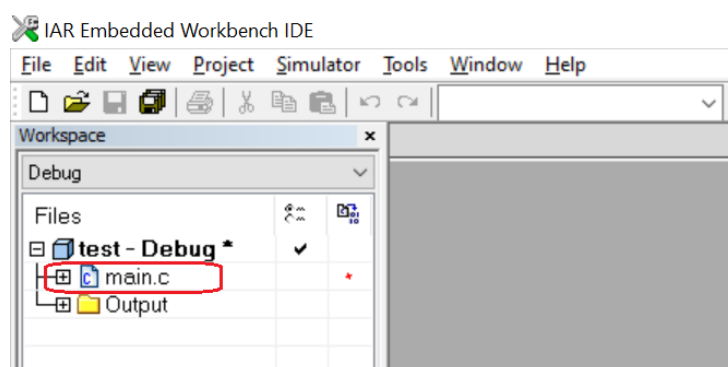 IAR Embedded Workbench IDE
File Edit View Project Simulator Tools Window Help
Workspace x
Debug
Files
test - Debug *
c main.c
Output